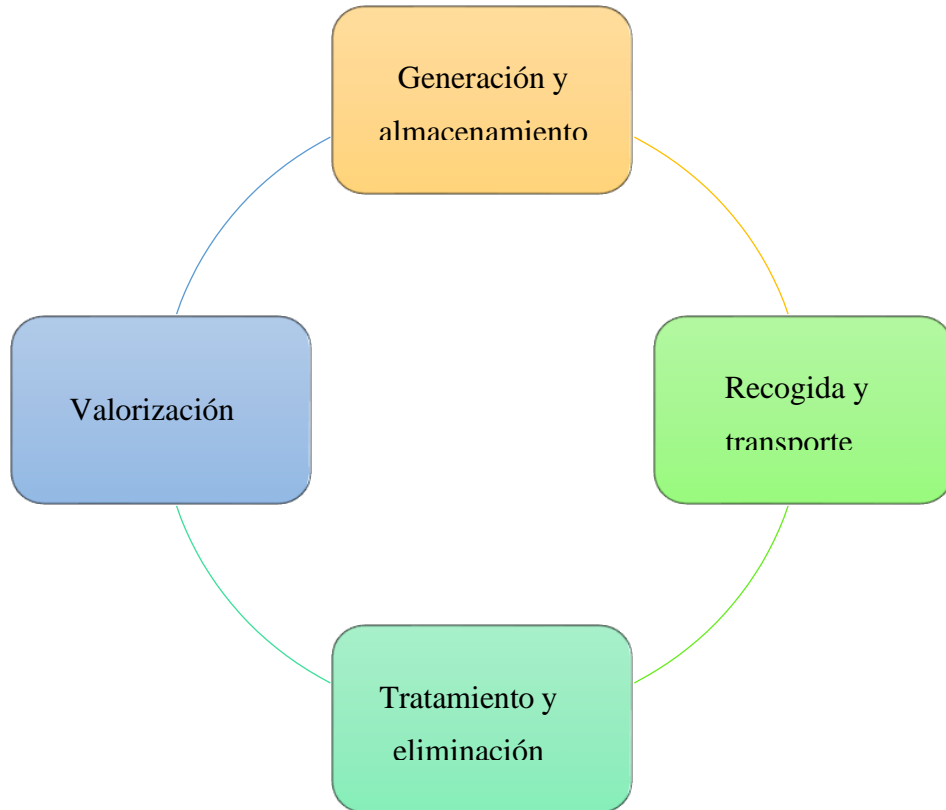 Generación y
almacenamiento
Recogida y
transporte
Tratamiento y
eliminación
Valorización